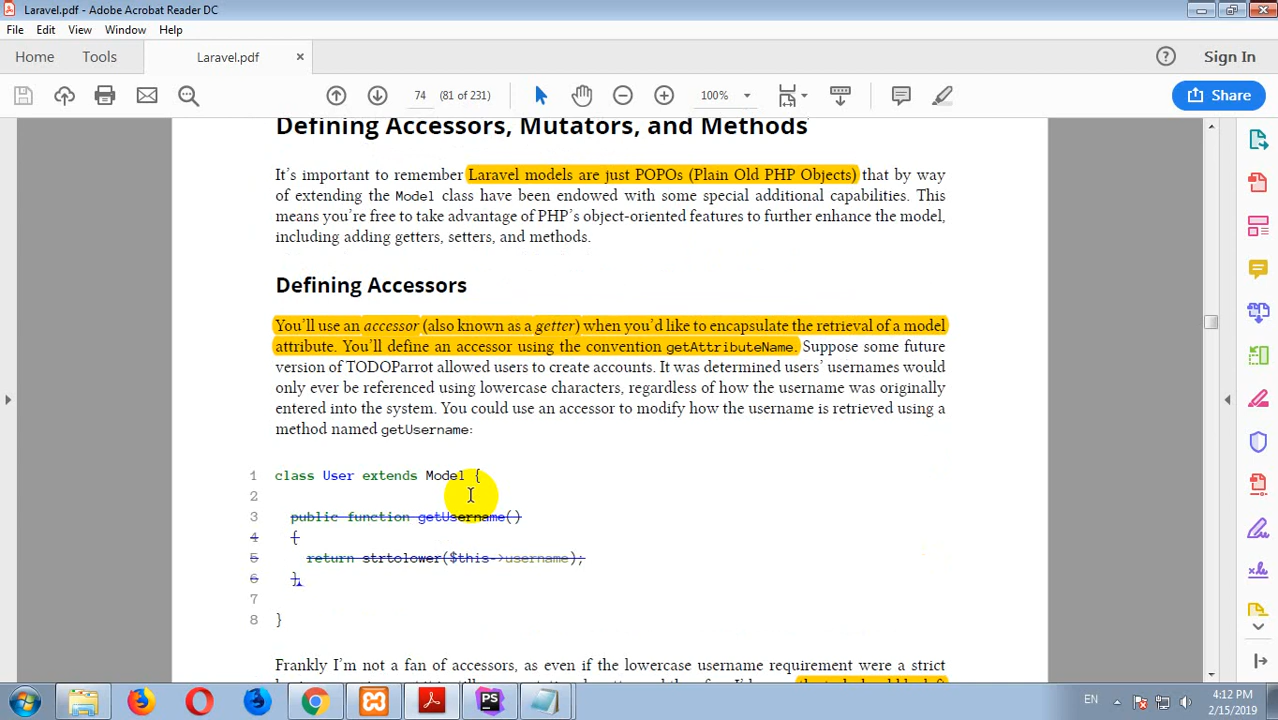 Laravel.pdf - Adobe Acrobat Reader DC
File Edit View Window Help
Home Tools Laravel.pdf × Sign In
74 (81 of 231) 100% Share
Defining Accessors, Mutators, and Methods
It's important to remember Laravel models are just POPOs (Plain Old PHP Objects) that by way
of extending the Model class have been endowed with some special additional capabilities. This
means you're free to take advantage of PHP's object-oriented features to further enhance the model,
including adding getters, setters, and methods.
Defining Accessors
You'll use an accessor (also known as a getter) when you'd like to encapsulate the retrieval of a model
attribute. You'll define an accessor using the convention getAttributeName. Suppose some future
version of TODOParrot allowed users to create accounts. It was determined users' usernames would
only ever be referenced using lowercase characters, regardless of how the username was originally
entered into the system. You could use an accessor to modify how the username is retrieved using a
method named getUsername:
1 class User extends Model {
2
3 public function getUsername()
4 {
5 return strtolower($this->username);
6 }
7
8 }
Frankly I'm not a fan of accessors, as even if the lowercase username requirement were a strict
PS
EN 4:12 PM
2/15/2019